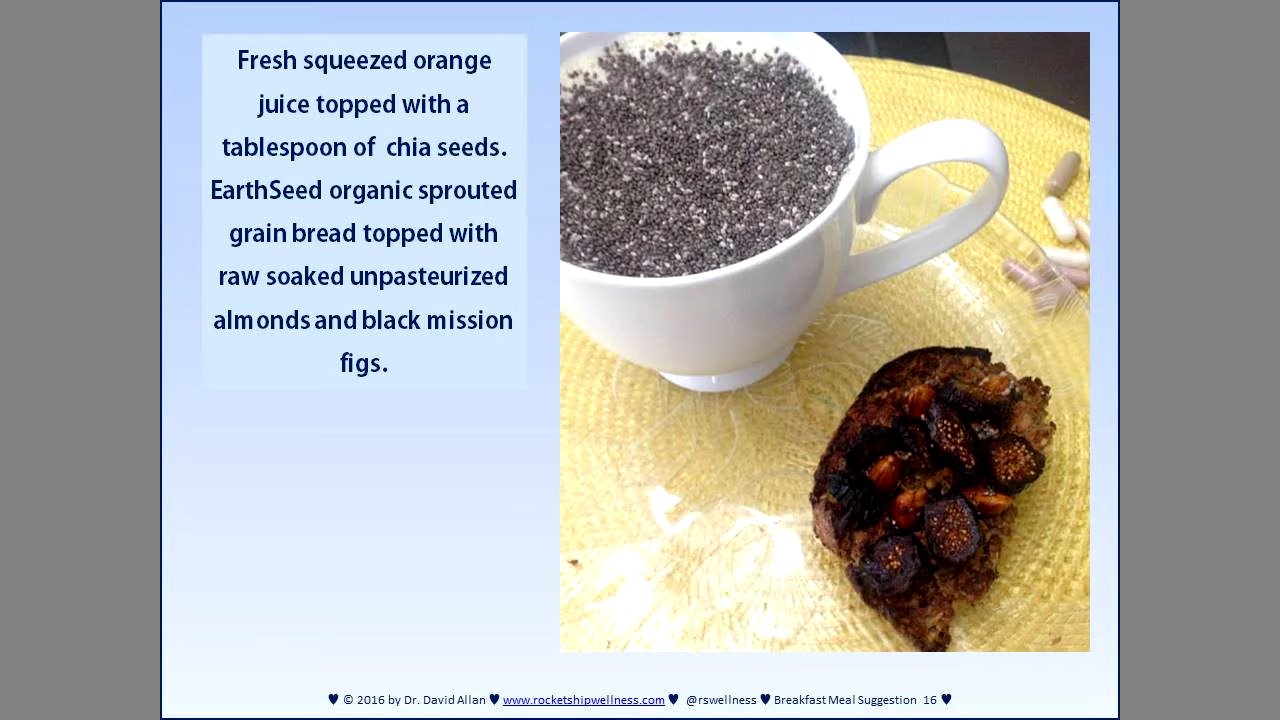 Fresh squeezed orange
juice topped with a
tablespoon of chia seeds.
EarthSeed organic sprouted
grain bread topped with
raw soaked unpasteurized
almonds and black mission
figs.
♥ © 2016 by Dr. David Allan ♥ www.rocketshipwellness.com ♥ @rswellness ♥ Breakfast Meal Suggestion 16 ♥